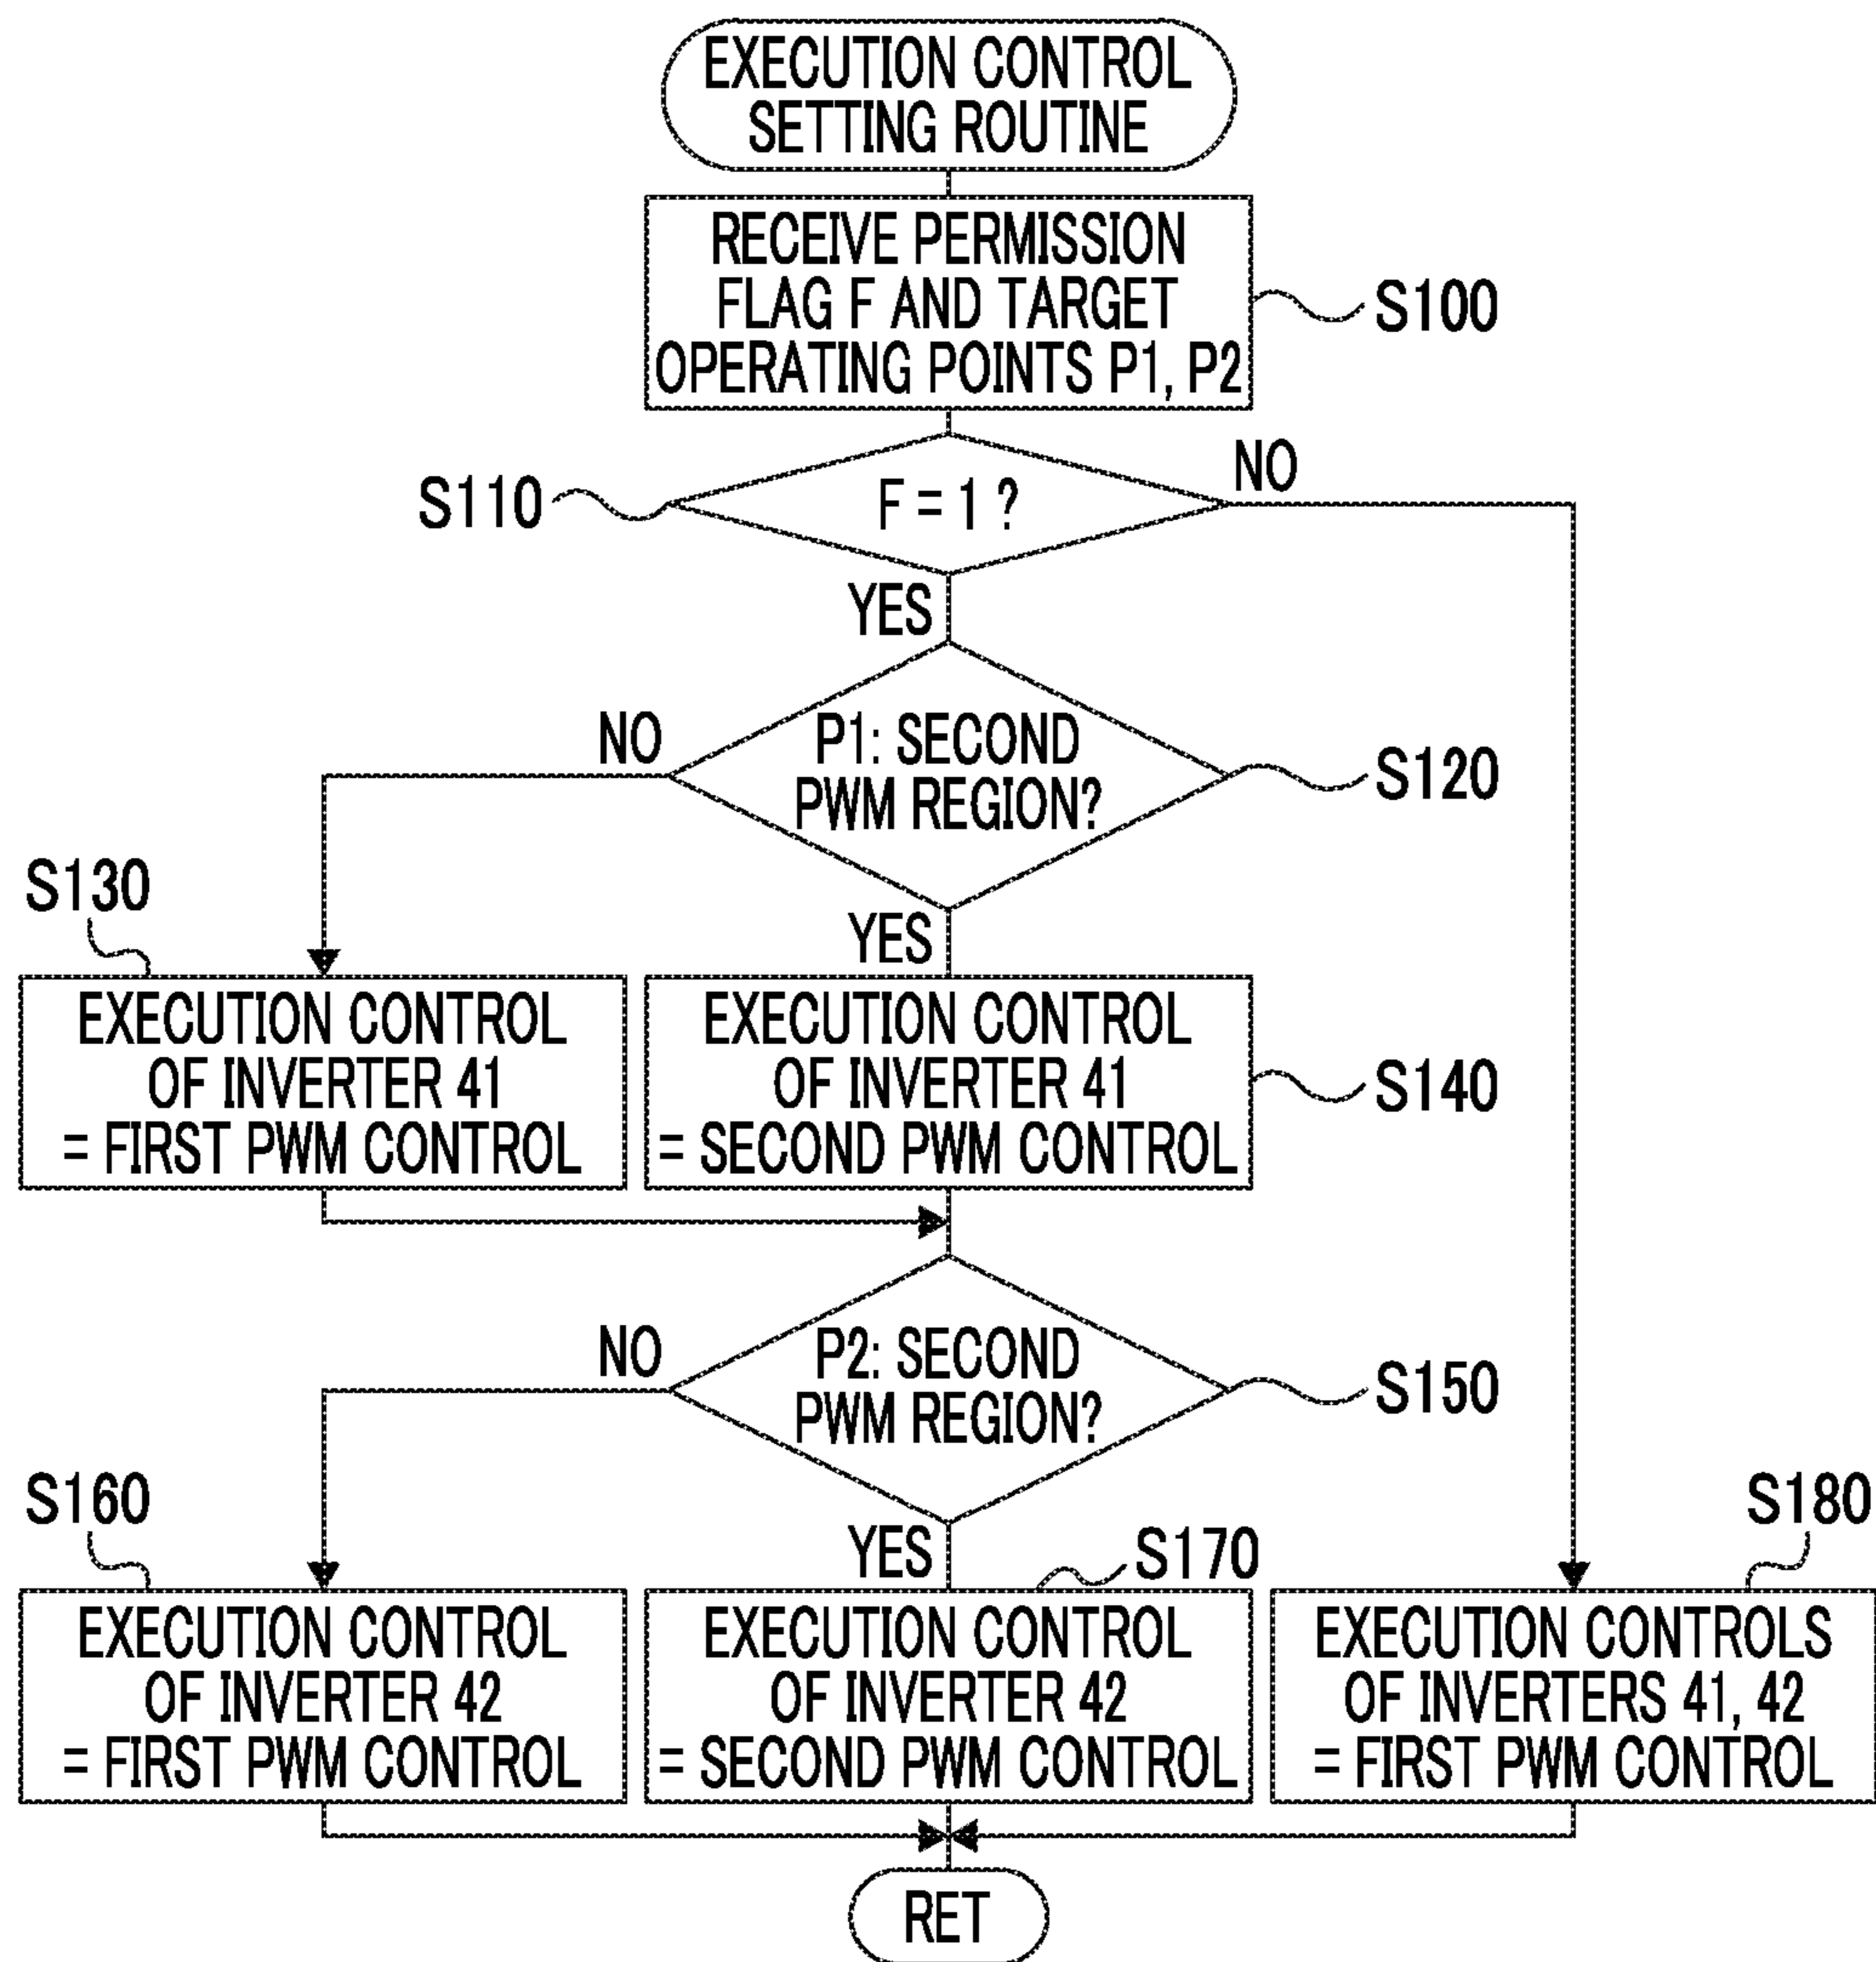 EXECUTION CONTROL
SETTING ROUTINE
RECEIVE PERMISSION
FLAG F AND TARGET
OPERATING POINTS P1, P2
S100
S110
F = 1 ?
NO
YES
P1: SECOND
PWM REGION?
S120
NO
YES
S130
EXECUTION CONTROL
OF INVERTER 41
= FIRST PWM CONTROL
EXECUTION CONTROL
OF INVERTER 41
= SECOND PWM CONTROL
S140
P2: SECOND
PWM REGION?
S150
NO
YES
S160
EXECUTION CONTROL
OF INVERTER 42
= FIRST PWM CONTROL
S170
EXECUTION CONTROL
OF INVERTER 42
= SECOND PWM CONTROL
S180
EXECUTION CONTROLS
OF INVERTERS 41, 42
= FIRST PWM CONTROL
RET